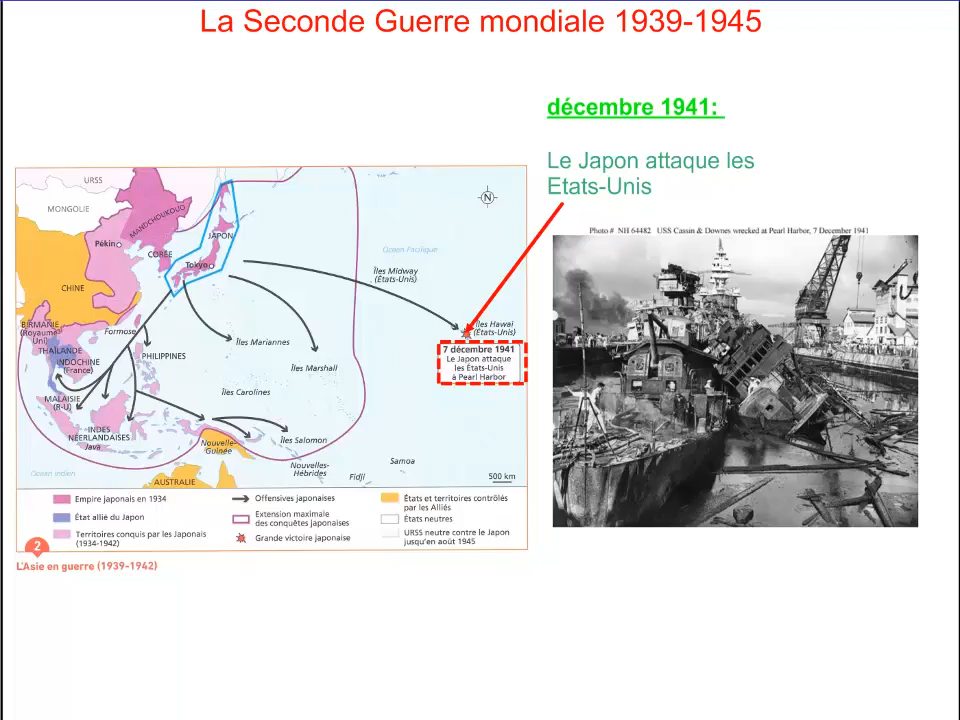 La Seconde Guerre mondiale 1939-1945
décembre 1941:
Le Japon attaque les
Etats-Unis
Photo # NH 64482 USS Cassin & Downes wrecked at Pearl Harbor, 7 December 1941
URSS
MONGOLIE
MANDCHOUKOUO
N
JAPON
Pékin
CORÉE
Tokyo
Océan Pacifique
Îles Midway
(États-Unis)
CHINE
BIRMANIE
(Royaume-
Uni)
Formose
Îles Hawai
(États-Unis)
Îles Mariannes
7 décembre 1941
Le Japon attaque
les États-Unis
à Pearl Harbor
THAÏLANDE
PHILIPPINES
INDOCHINE
(France)
Îles Marshall
Îles Carolines
MALAISIE
(R-U)
INDES
NÉERLANDAISES
Java
Nouvelle-
Guinée
Îles Salomon
Océan Indien
Nouvelles-
Hébrides
Samoa
Fidji
AUSTRALIE
500 km
Empire japonais en 1934
État allié du Japon
Territoires conquis par les Japonais
(1934-1942)
Offensives japonaises
Extension maximale
des conquêtes japonaises
Grande victoire japonaise
États et territoires contrôlés
par les Alliés
États neutres
URSS neutre contre le Japon
jusqu'en août 1945
2
L'Asie en guerre (1939-1942)